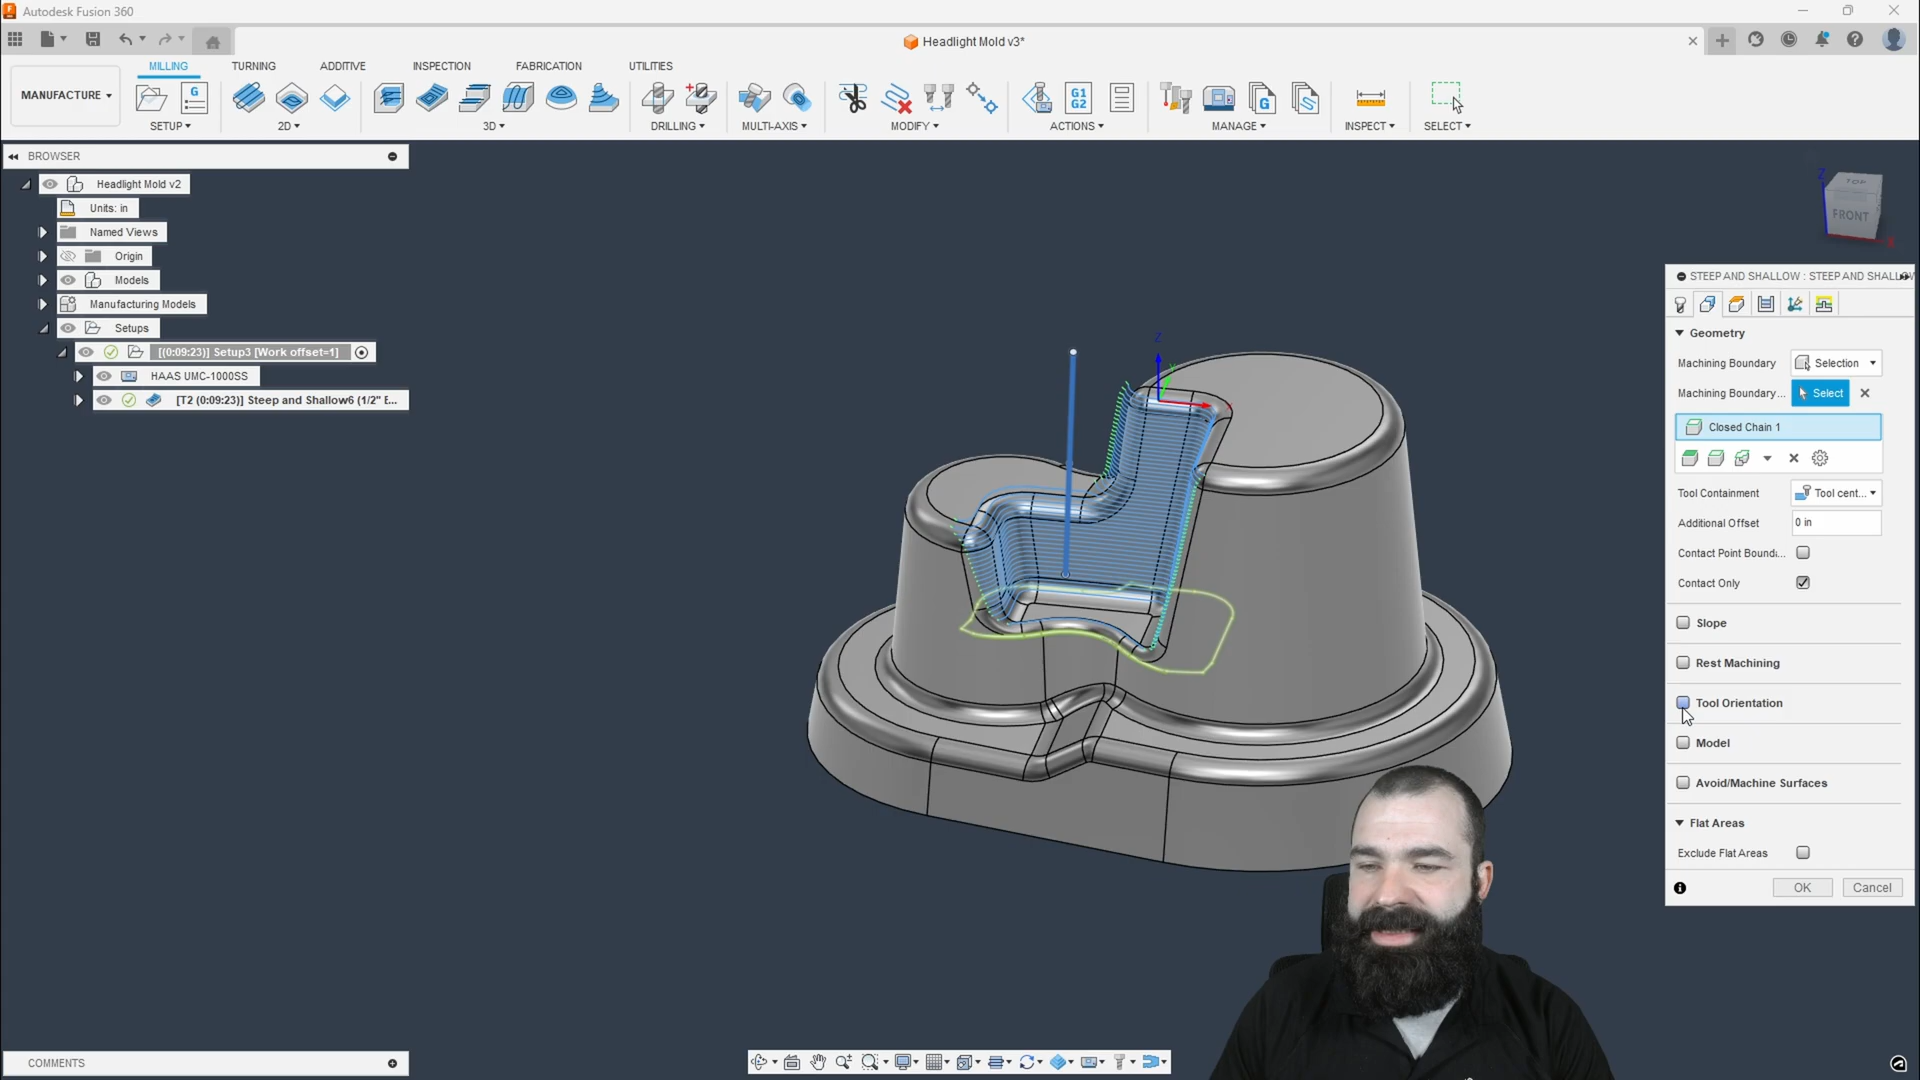 Autodesk Fusion 360
Headlight Mold v3*
MILLING TURNING ADDITIVE INSPECTION FABRICATION UTILITIES
MANUFACTURE
G
G1
G2
G
S
SETUP 2D 3D DRILLING MULTI-AXIS MODIFY ACTIONS MANAGE INSPECT SELECT
BROWSER
Headlight Mold v2
Units: in
Named Views
Origin
Models
Manufacturing Models
Setups
[(0:09:23)] Setup3 [Work offset=1]
HAAS UMC-1000SS
[T2 (0:09:23)] Steep and Shallow6 (1/2" E...
Z
Z
TOP
FRONT
X
STEEP AND SHALLOW : STEEP AND SHALLOW
Geometry
Machining Boundary Selection
Machining Boundary... Select
Closed Chain 1
Tool Containment Tool cent...
Additional Offset 0 in
Contact Point Bound...
Contact Only
Slope
Rest Machining
Tool Orientation
Model
Avoid/Machine Surfaces
Flat Areas
Exclude Flat Areas
OK Cancel
COMMENTS